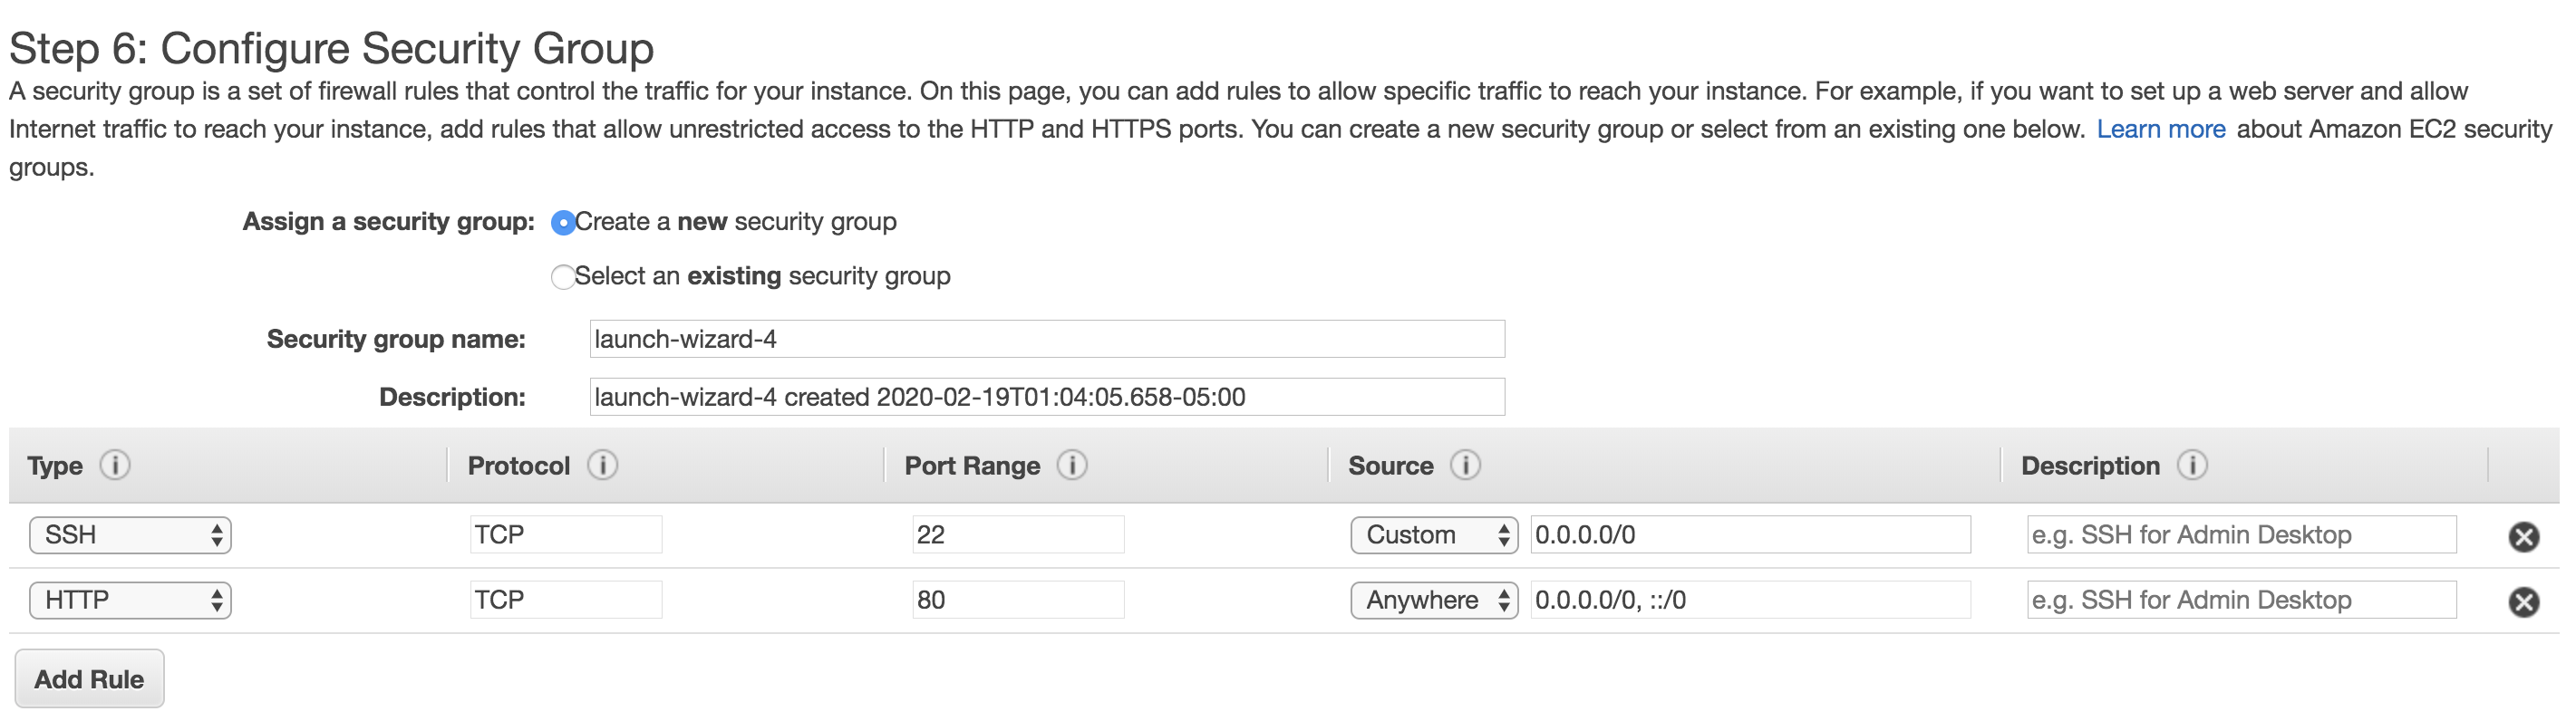 Step 6: Configure Security Group
A security group is a set of firewall rules that control the traffic for your instance. On this page, you can add rules to allow specific traffic to reach your instance. For example, if you want to set up a web server and allow
Internet traffic to reach your instance, add rules that allow unrestricted access to the HTTP and HTTPS ports. You can create a new security group or select from an existing one below. Learn more about Amazon EC2 security
groups.
Assign a security group: Create a new security group
Select an existing security group
Security group name: launch-wizard-4
Description: launch-wizard-4 created 2020-02-19T01:04:05.658-05:00
Type i Protocol i Port Range i Source i Description i
SSH TCP 22 Custom 0.0.0.0/0 e.g. SSH for Admin Desktop
HTTP TCP 80 Anywhere 0.0.0.0/0, ::/0 e.g. SSH for Admin Desktop
Add Rule